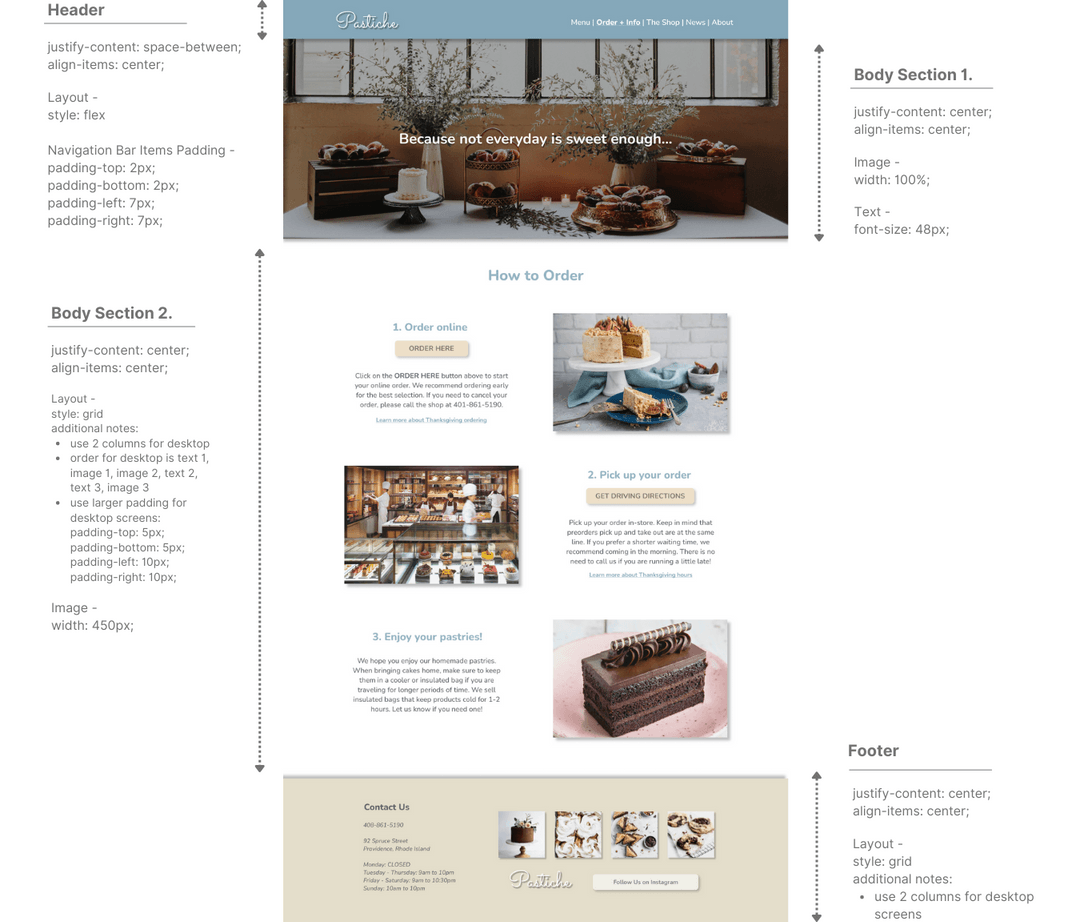 Header
justify-content: space-between;
align-items: center;
Layout -
style: flex
Navigation Bar Items Padding -
padding-top: 2px;
padding-bottom: 2px;
padding-left: 7px;
padding-right: 7px;
Pastiche
Menu | Order + Info | The Shop | News | About
Because not everyday is sweet enough...
Body Section 1.
justify-content: center;
align-items: center;
Image -
width: 100%;
Text -
font-size: 48px;
Body Section 2.
justify-content: center;
align-items: center;
Layout -
style: grid
additional notes:
• use 2 columns for desktop
• order for desktop is text 1,
image 1, image 2, text 2,
text 3, image 3
• use larger padding for
desktop screens:
padding-top: 5px;
padding-bottom: 5px;
padding-left: 10px;
padding-right: 10px;
Image -
width: 450px;
How to Order
1. Order online
ORDER HERE
Click on the ORDER HERE button above to start
your online order. We recommend ordering early
for the best selection. If you need to cancel your
order, please call the shop at 401-861-5190.
Learn more about Thanksgiving ordering
2. Pick up your order
GET DRIVING DIRECTIONS
Pick up your order in-store. Keep in mind that
preorders pick up and take out are at the same
line. If you prefer a shorter waiting time, we
recommend coming in the morning. There is no
need to call us if you are running a little late!
Learn more about Thanksgiving hours
3. Enjoy your pastries!
We hope you enjoy our homemade pastries.
When bringing cakes home, make sure to keep
them in a cooler or insulated bag if you are
traveling for longer periods of time. We sell
insulated bags that keep products cold for 1-2
hours. Let us know if you need one!
Footer
justify-content: center;
align-items: center;
Layout -
style: grid
additional notes:
• use 2 columns for desktop
screens
Contact Us
409-861-5190
92 Spruce Street
Providence, Rhode Island
Monday: CLOSED
Tuesday - Thursday: 9am to 10pm
Friday - Saturday: 9am to 10:30pm
Sunday: 10am to 10pm
Pastiche
Follow Us on Instagram